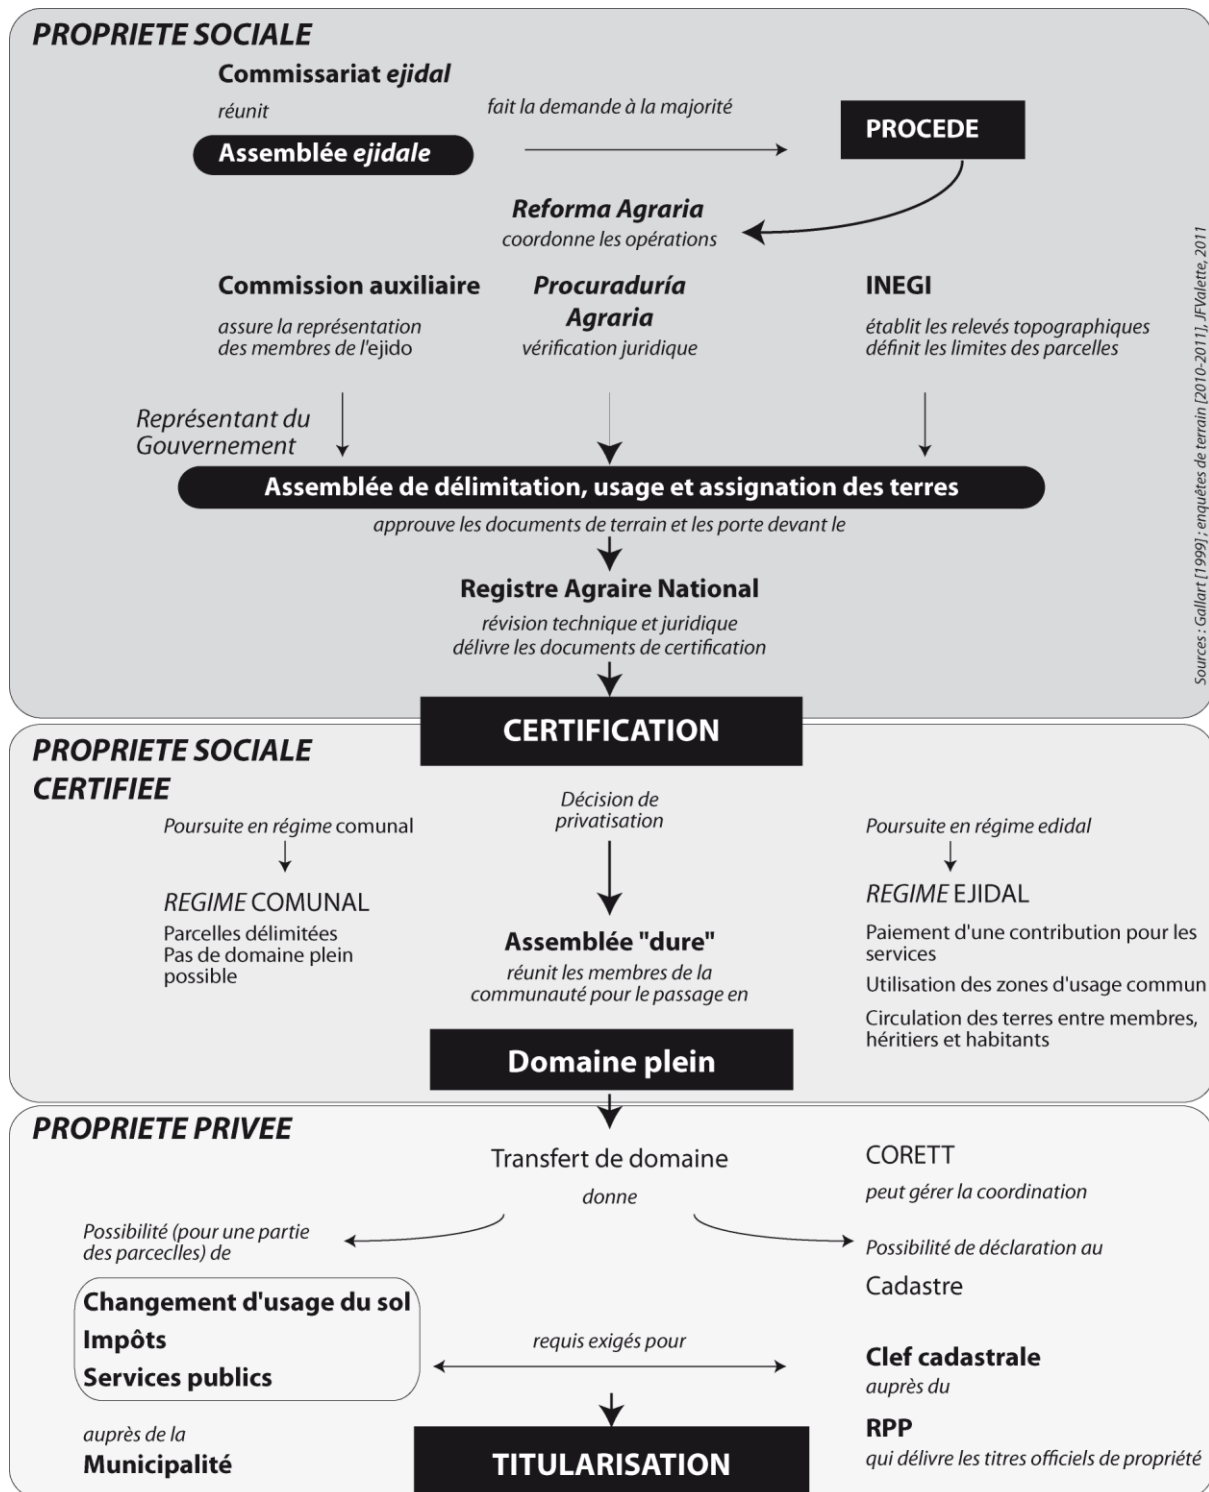 PROPRIETE SOCIALE
Commissariat ejidal
réunit
fait la demande à la majorité
Assemblée ejidale
PROCEDE
Reforma Agraria
coordonne les opérations
Commission auxiliaire
assure la représentation
des membres de l'ejido
Procuraduría
Agraria
vérification juridique
INEGI
établit les relevés topographiques
définit les limites des parcelles
Représentant du
Gouvernement
Assemblée de délimitation, usage et assignation des terres
approuve les documents de terrain et les porte devant le
Registre Agraire National
révision technique et juridique
délivre les documents de certification
Sources : Gallart [1999] ; enquêtes de terrain [2010-2011], JFValette, 2011
CERTIFICATION
PROPRIETE SOCIALE
CERTIFIEE
Poursuite en régime comunal
REGIME COMUNAL
Parcelles délimitées
Pas de domaine plein
possible
Décision de
privatisation
Assemblée "dure"
réunit les membres de la
communauté pour le passage en
Poursuite en régime edidal
REGIME EJIDAL
Paiement d'une contribution pour les
services
Utilisation des zones d'usage commun
Circulation des terres entre membres,
héritiers et habitants
Domaine plein
PROPRIETE PRIVEE
Transfert de domaine
donne
CORETT
peut gérer la coordination
Possibilité (pour une partie
des parceclles) de
Possibilité de déclaration au
Cadastre
Changement d'usage du sol
Impôts
Services publics
requis exigés pour
Clef cadastrale
auprès du
RPP
qui délivre les titres officiels de propriété
auprès de la
Municipalité
TITULARISATION